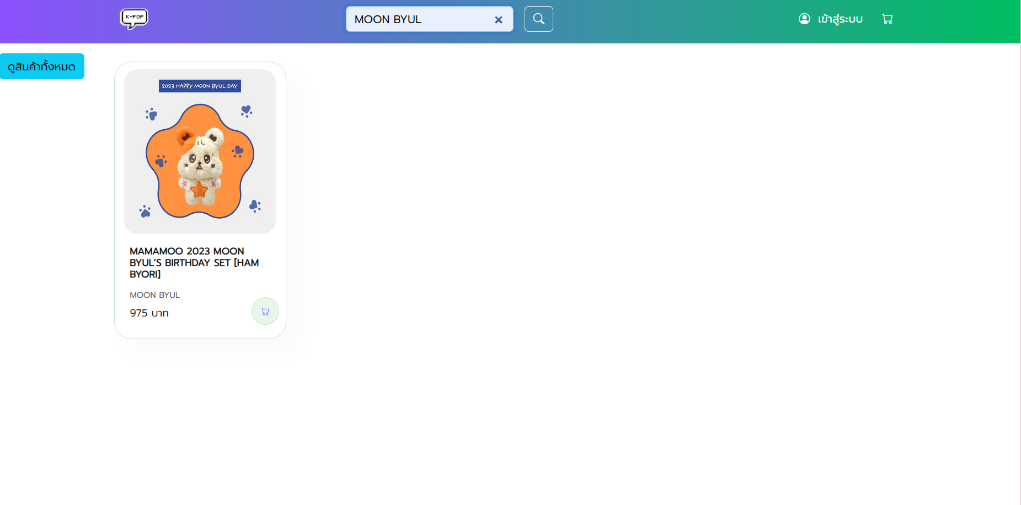 K-POP
MOON BYUL
เข้าสู่ระบบ
ดูสินค้าทั้งหมด
2023 HAPPY MOON BYUL DAY
MAMAMOO 2023 MOON
BYUL'S BIRTHDAY SET [HAM
BYORI]
MOON BYUL
975 บาท